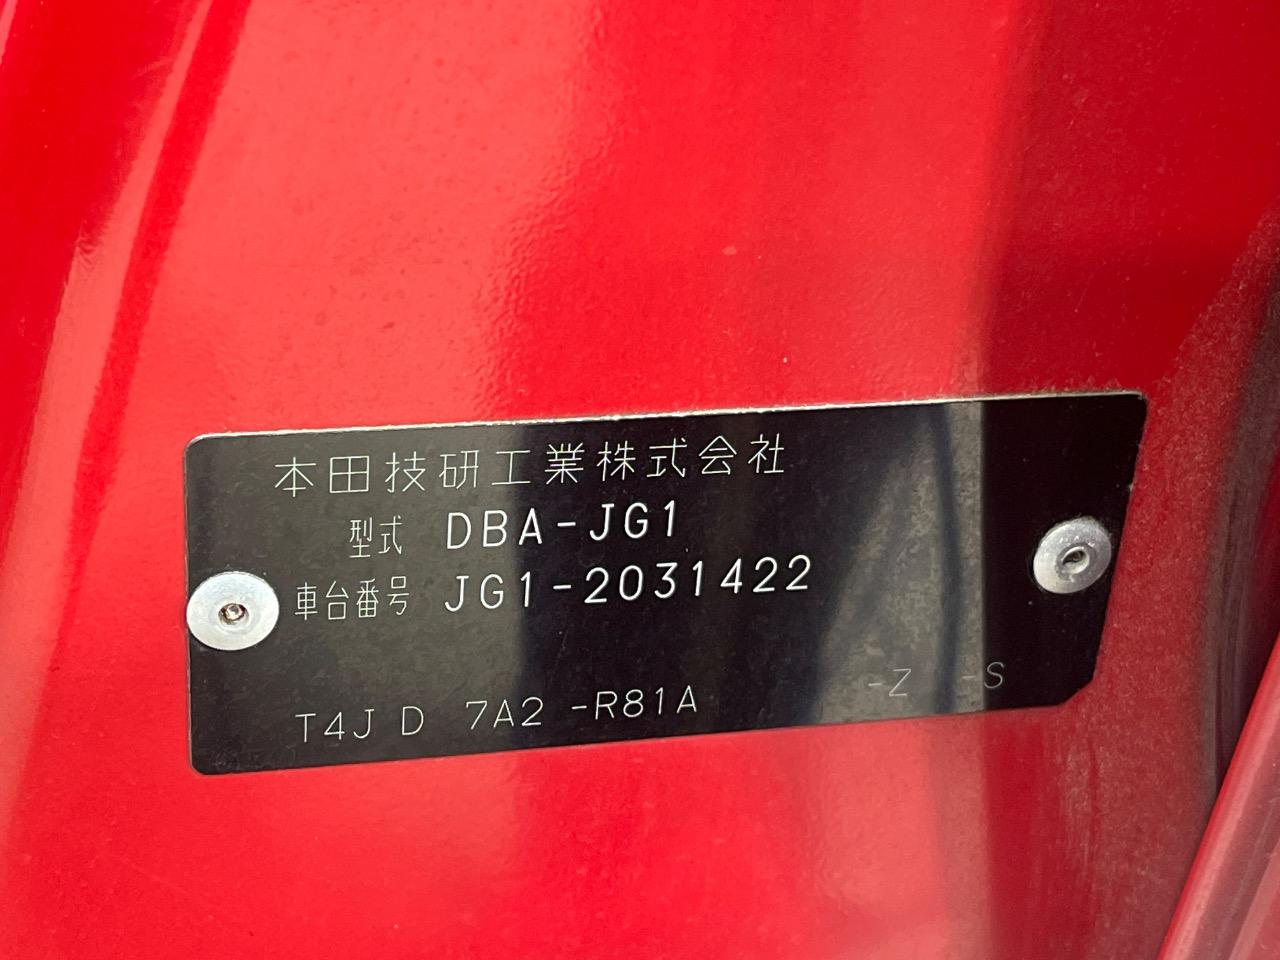 本田技研工業株式会社
型式 DBA-JG1
車台番号 JG1-2031422
T4J D 7A2 -R81A -Z -S